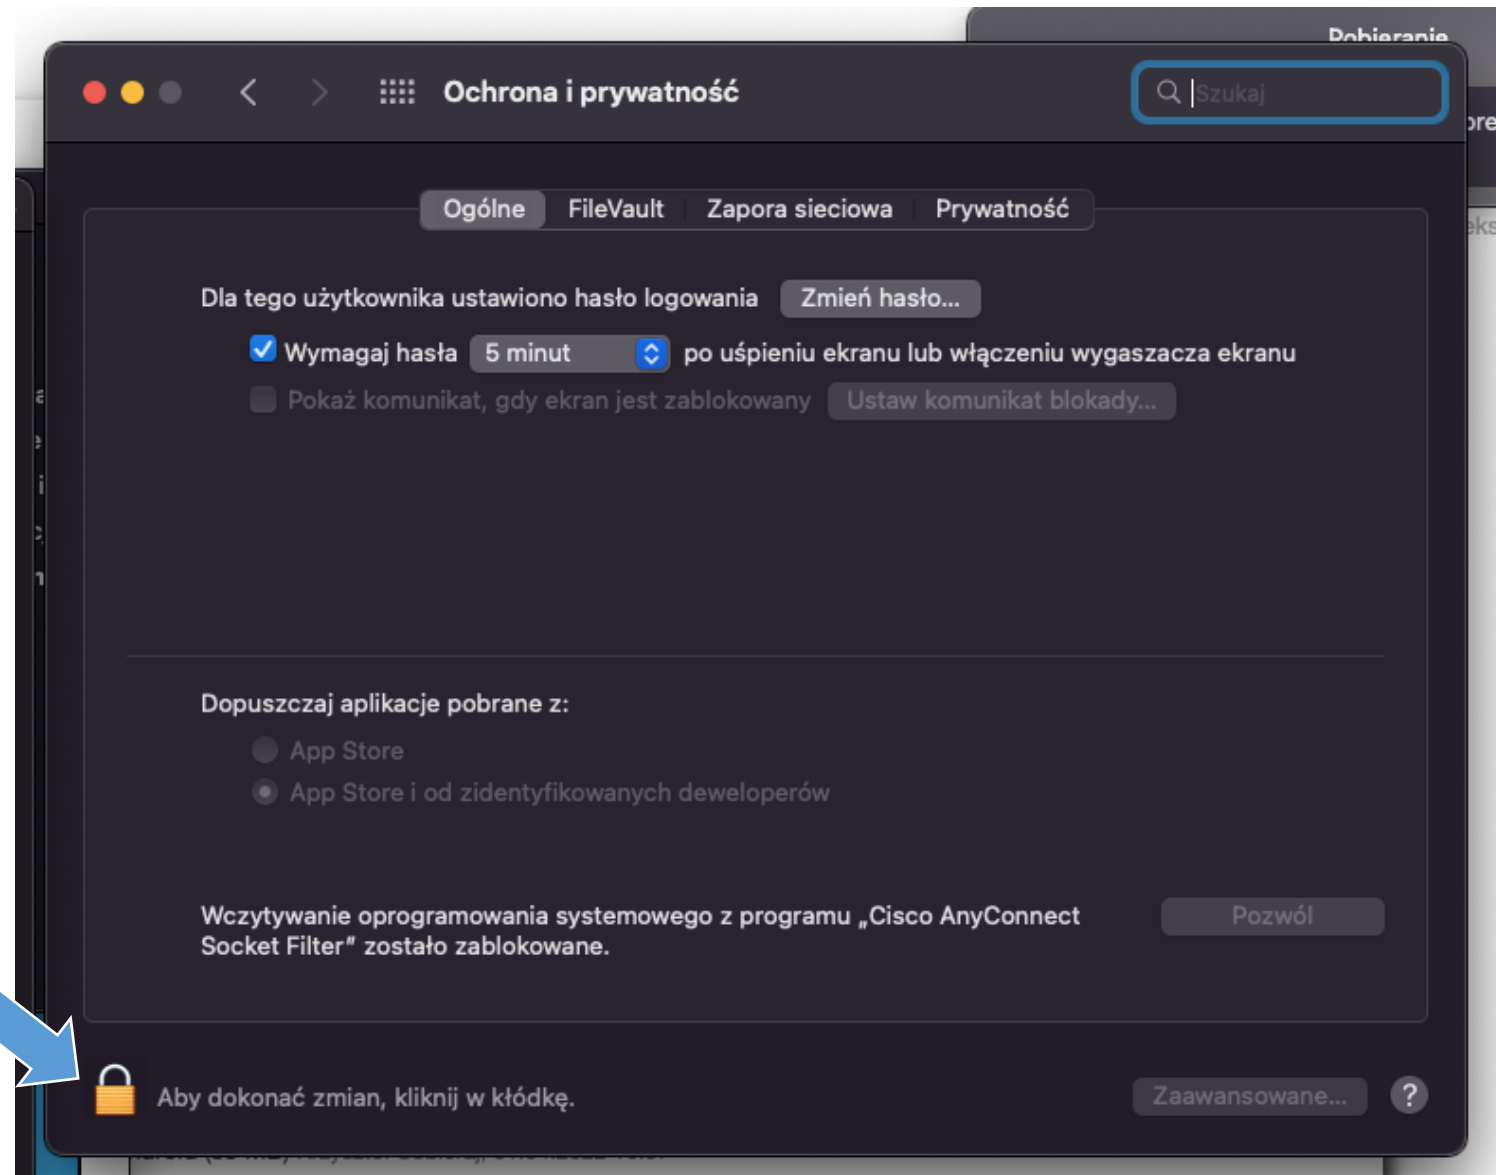 Pobieranie
Ochrona i prywatność
Szukaj
Ogólne FileVault Zapora sieciowa Prywatność
Dla tego użytkownika ustawiono hasło logowania Zmień hasło...
Wymagaj hasła 5 minut po uśpieniu ekranu lub włączeniu wygaszacza ekranu
Pokaż komunikat, gdy ekran jest zablokowany Ustaw komunikat blokady...
Dopuszczaj aplikacje pobrane z:
App Store
App Store i od zidentyfikowanych deweloperów
Wczytywanie oprogramowania systemowego z programu „Cisco AnyConnect
Socket Filter” zostało zablokowane.
Pozwól
Aby dokonać zmian, kliknij w kłódkę.
Zaawansowane... ?